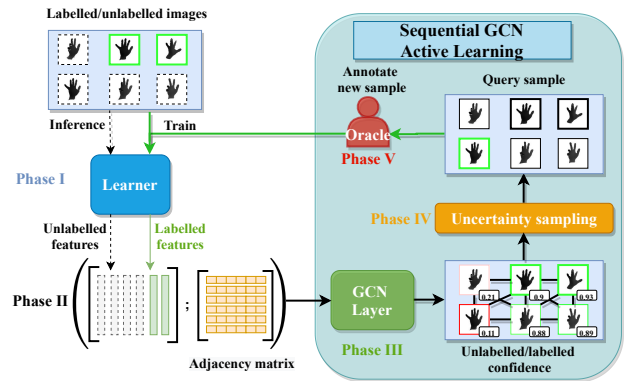 Labelled/unlabelled images
Sequential GCN
Active Learning
Annotate
new sample
Query sample
Inference
Train
Oracle
Phase V
Phase I
Learner
Phase IV
Uncertainty sampling
Unlabelled
features
Labelled
features
Phase II
;
GCN
Layer
0.21
0.9
0.93
0.11
0.88
0.89
Adjacency matrix
Phase III
Unlabelled/labelled
confidence